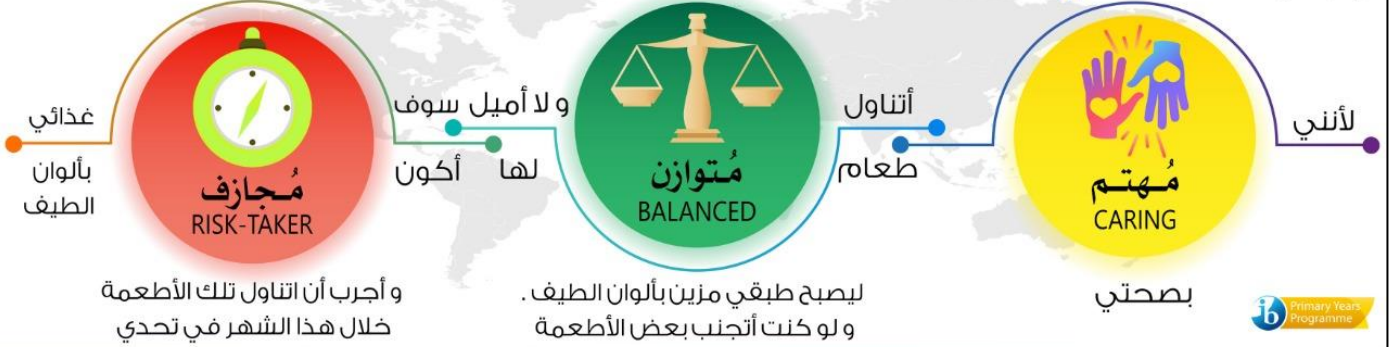 لأنني
مُهتم
CARING
بصحتي
أتناول
طعام
مُتوازن
BALANCED
ليصبح طبقي مزين بألوان الطيف .
و لو كنت أتجنب بعض الأطعمة
و لا أميل
لها
سوف
أكون
مُجازف
RISK-TAKER
و أجرب أن اتناول تلك الأطعمة
خلال هذا الشهر في تحدي
غذائي
بألوان
الطيف
ib
Primary Years
Programme